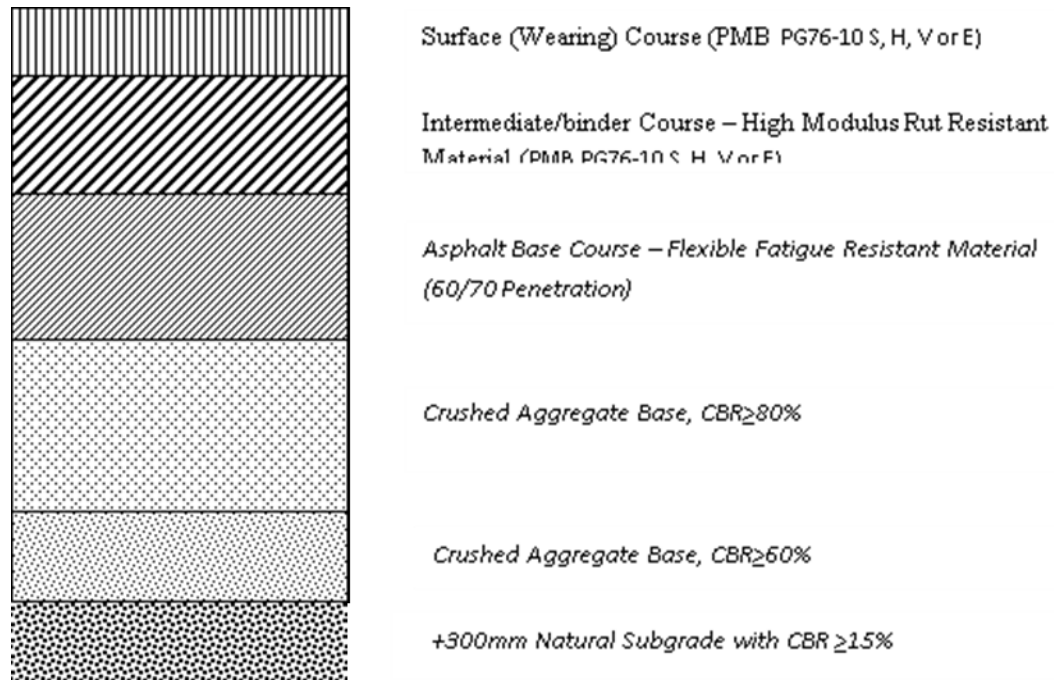 Surface (Wearing) Course (PMB PG76-10 S, H, V or E)
Intermediate/binder Course – High Modulus Rut Resistant
Material (PMB PG76-10 S, H, V or E)
Asphalt Base Course – Flexible Fatigue Resistant Material
(60/70 Penetration)
Crushed Aggregate Base, CBR≥80%
Crushed Aggregate Base, CBR≥60%
+300mm Natural Subgrade with CBR ≥15%